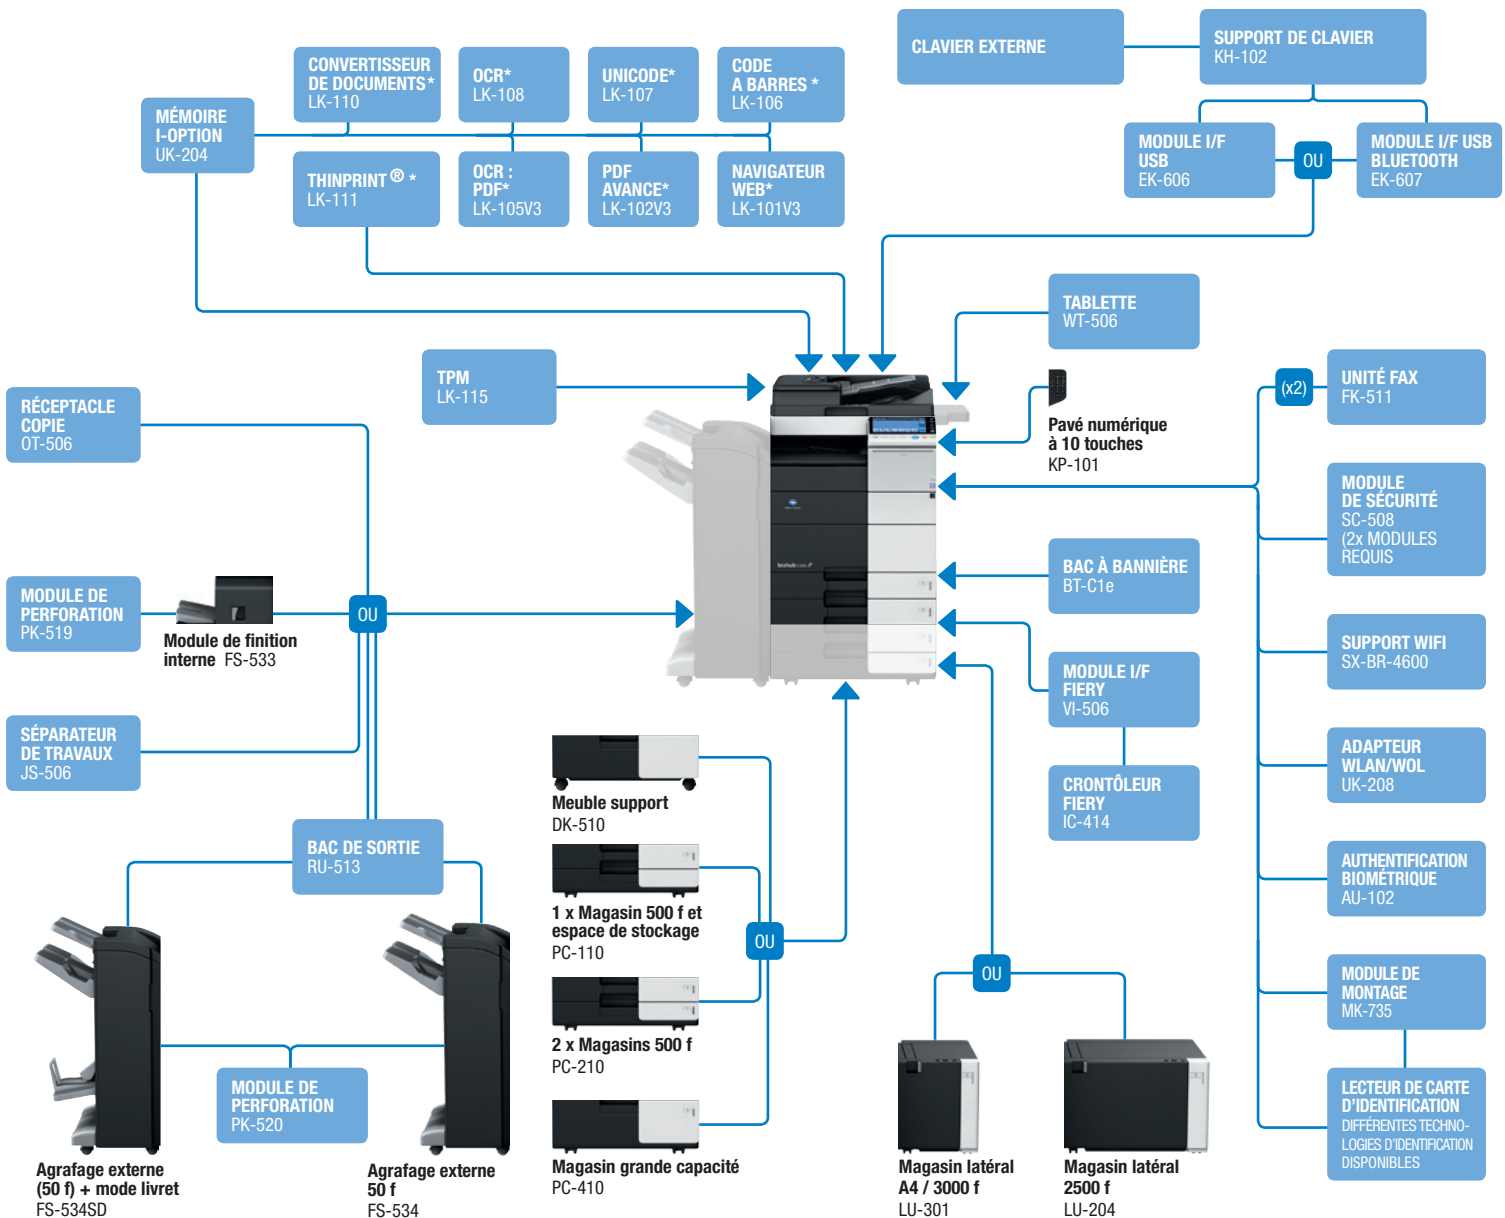 CLAVIER EXTERNE
SUPPORT DE CLAVIER
KH-102
CONVERTISSEUR
DE DOCUMENTS*
LK-110
OCR*
LK-108
UNICODE*
LK-107
CODE
A BARRES *
LK-106
MÉMOIRE
I-OPTION
UK-204
MODULE I/F
USB
EK-606
OU
MODULE I/F USB
BLUETOOTH
EK-607
THINPRINT ® *
LK-111
OCR :
PDF*
LK-105V3
PDF
AVANCE*
LK-102V3
NAVIGATEUR
WEB*
LK-101V3
TABLETTE
WT-506
TPM
LK-115
(x2)
UNITÉ FAX
FK-511
RÉCEPTACLE
COPIE
OT-506
Pavé numérique
à 10 touches
KP-101
MODULE
DE SÉCURITÉ
SC-508
(2x MODULES
REQUIS
BAC À BANNIÈRE
BT-C1e
bizhub
MODULE DE
PERFORATION
PK-519
Module de finition
interne FS-533
OU
SUPPORT WIFI
SX-BR-4600
MODULE I/F
FIERY
VI-506
SÉPARATEUR
DE TRAVAUX
JS-506
ADAPTEUR
WLAN/WOL
UK-208
CRONTÔLEUR
FIERY
IC-414
Meuble support
DK-510
BAC DE SORTIE
RU-513
AUTHENTIFICATION
BIOMÉTRIQUE
AU-102
1 x Magasin 500 f et
espace de stockage
PC-110
OU
OU
MODULE DE
MONTAGE
MK-735
2 x Magasins 500 f
PC-210
MODULE DE
PERFORATION
PK-520
LECTEUR DE CARTE
D'IDENTIFICATION
DIFFÉRENTES TECHNO-
LOGIES D'IDENTIFICATION
DISPONIBLES
Agrafage externe
(50 f) + mode livret
FS-534SD
Agrafage externe
50 f
FS-534
Magasin grande capacité
PC-410
Magasin latéral
A4 / 3000 f
LU-301
Magasin latéral
2500 f
LU-204